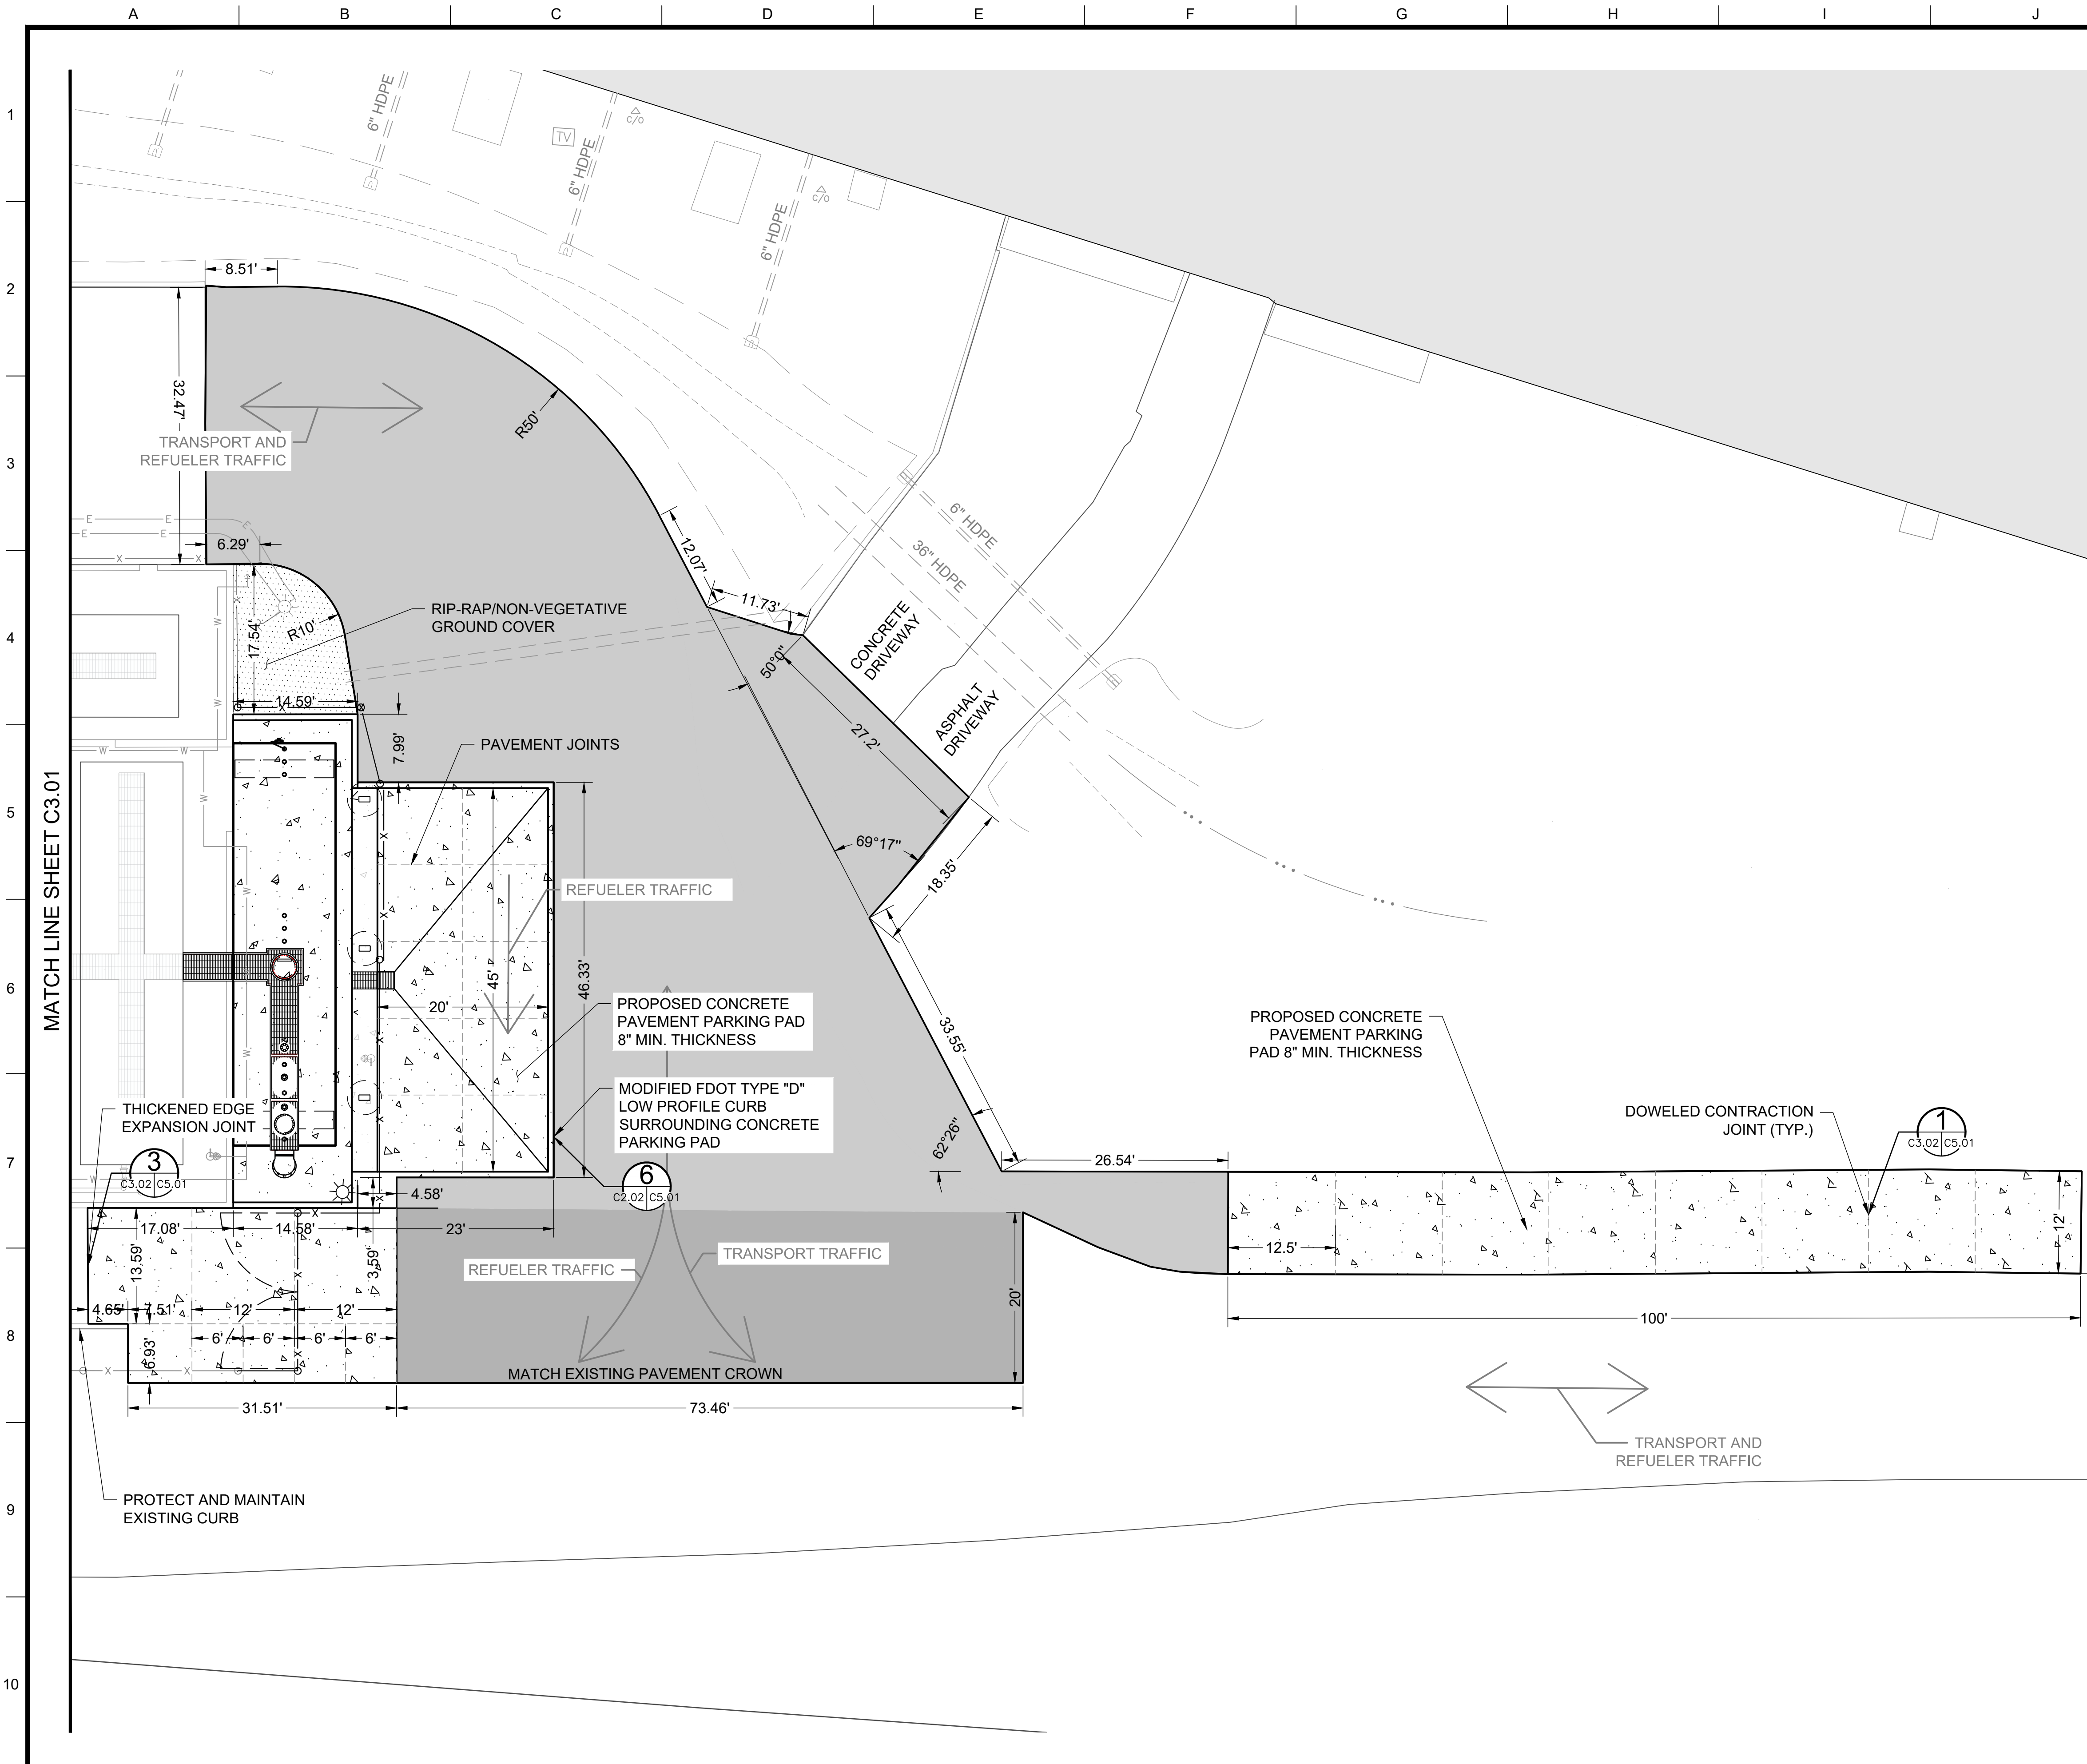 A B C D E F G H I J
1
2
3
4
5
6
7
8
9
10
MATCH LINE SHEET C3.01
6" HDPE
TV
6" HDPE
C/O
6" HDPE
C/O
8.51'
32.47'
TRANSPORT AND
REFUELER TRAFFIC
R50'
E E E
E E
X X
6.29'
12.07'
11.73'
6" HDPE
36" HDPE
RIP-RAP/NON-VEGETATIVE
GROUND COVER
R10'
17.54'
14.59'
7.99'
50°0"
CONCRETE
DRIVEWAY
ASPHALT
DRIVEWAY
27.2'
PAVEMENT JOINTS
W W W W W W W
69°17"
18.35'
REFUELER TRAFFIC
45'
46.33'
20'
PROPOSED CONCRETE
PAVEMENT PARKING PAD
8" MIN. THICKNESS
33.55'
PROPOSED CONCRETE
PAVEMENT PARKING
PAD 8" MIN. THICKNESS
MODIFIED FDOT TYPE "D"
LOW PROFILE CURB
SURROUNDING CONCRETE
PARKING PAD
THICKENED EDGE
EXPANSION JOINT
DOWELED CONTRACTION
JOINT (TYP.)
1
C3.02 C5.01
3
C3.02 C5.01
6
C2.02 C5.01
62°26"
26.54'
4.58'
17.08'
14.58'
23'
13.59'
3.59'
REFUELER TRAFFIC
TRANSPORT TRAFFIC
12.5'
12'
20'
4.65'
7.51'
12'
12'
6'
6'
6'
6'
6.93'
100'
MATCH EXISTING PAVEMENT CROWN
31.51'
73.46'
TRANSPORT AND
REFUELER TRAFFIC
PROTECT AND MAINTAIN
EXISTING CURB